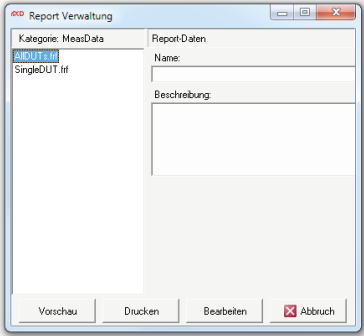 Report Verwaltung
Kategorie: MeasData
Report-Daten
AllDUTs.frf
SingleDUT.frf
Name:
Beschreibung:
Vorschau
Drucken
Bearbeiten
Abbruch